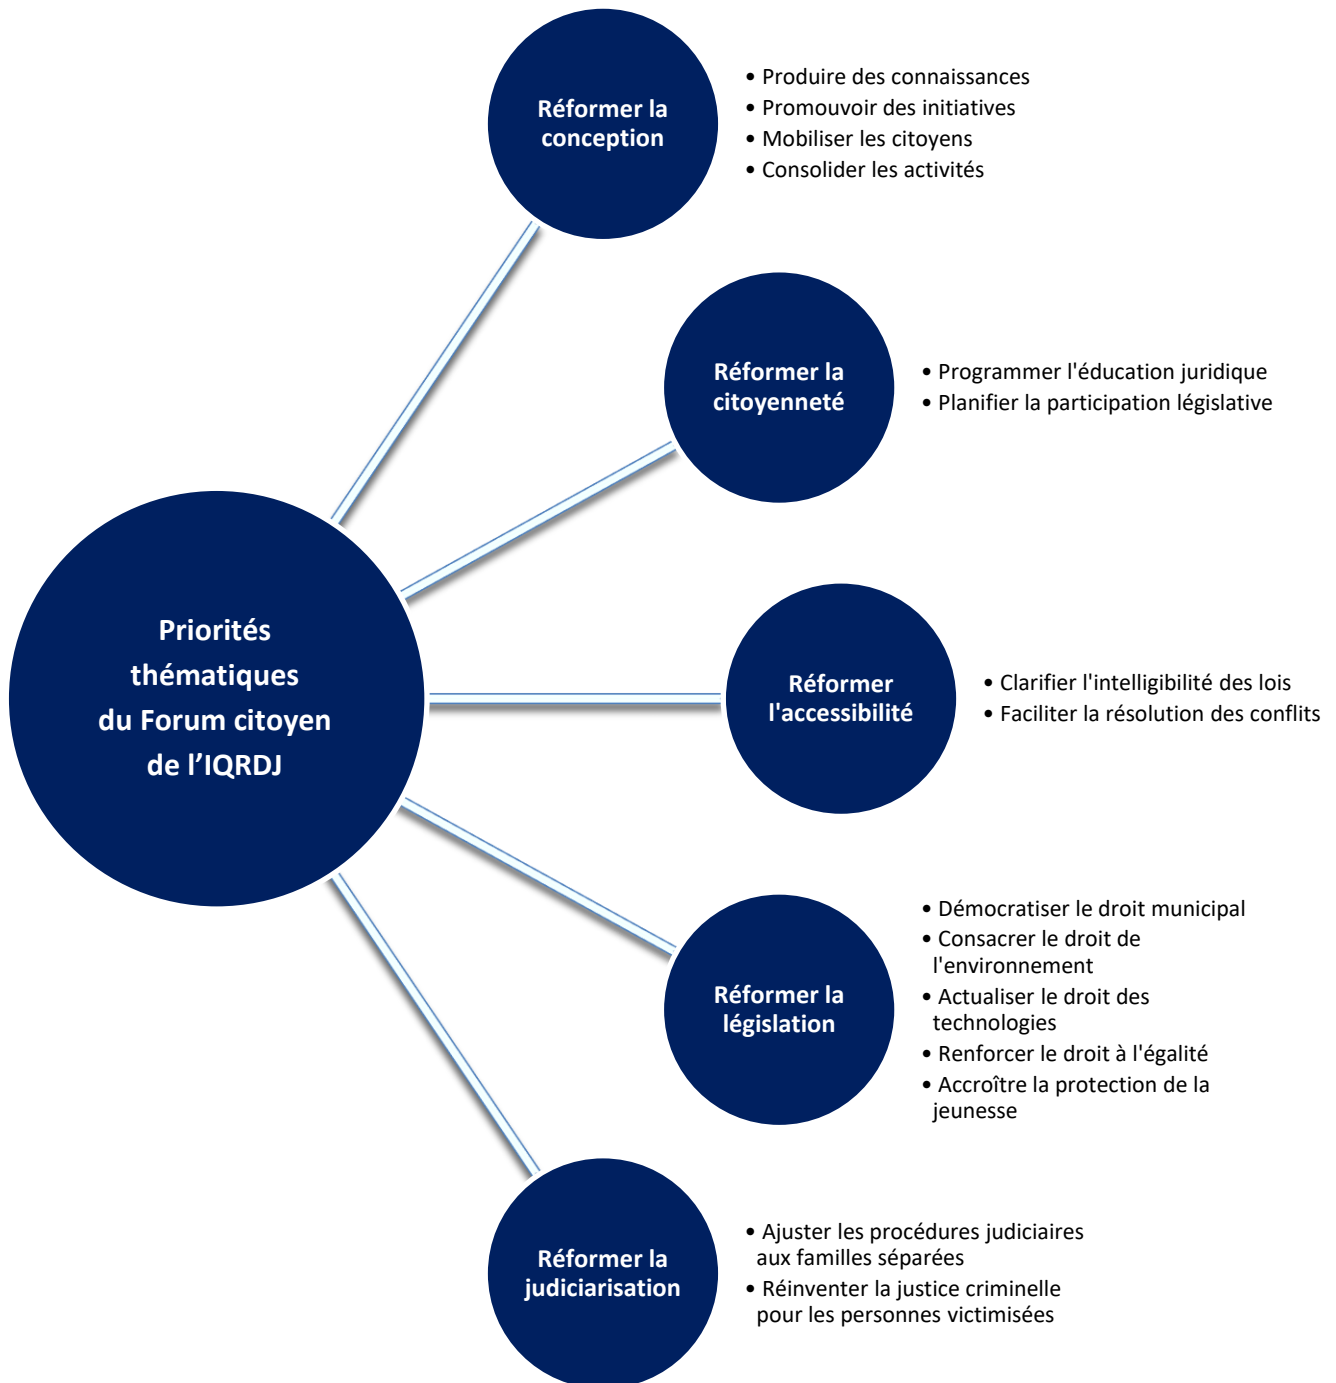 Réformer la
conception
• Produire des connaissances
• Promouvoir des initiatives
• Mobiliser les citoyens
• Consolider les activités
Réformer la
citoyenneté
• Programmer l'éducation juridique
• Planifier la participation législative
Priorités
thématiques
du Forum citoyen
de l’IQRDJ
Réformer
l'accessibilité
• Clarifier l'intelligibilité des lois
• Faciliter la résolution des conflits
Réformer la
législation
• Démocratiser le droit municipal
• Consacrer le droit de
l'environnement
• Actualiser le droit des
technologies
• Renforcer le droit à l'égalité
• Accroître la protection de la
jeunesse
Réformer la
judiciarisation
• Ajuster les procédures judiciaires
aux familles séparées
• Réinventer la justice criminelle
pour les personnes victimisées